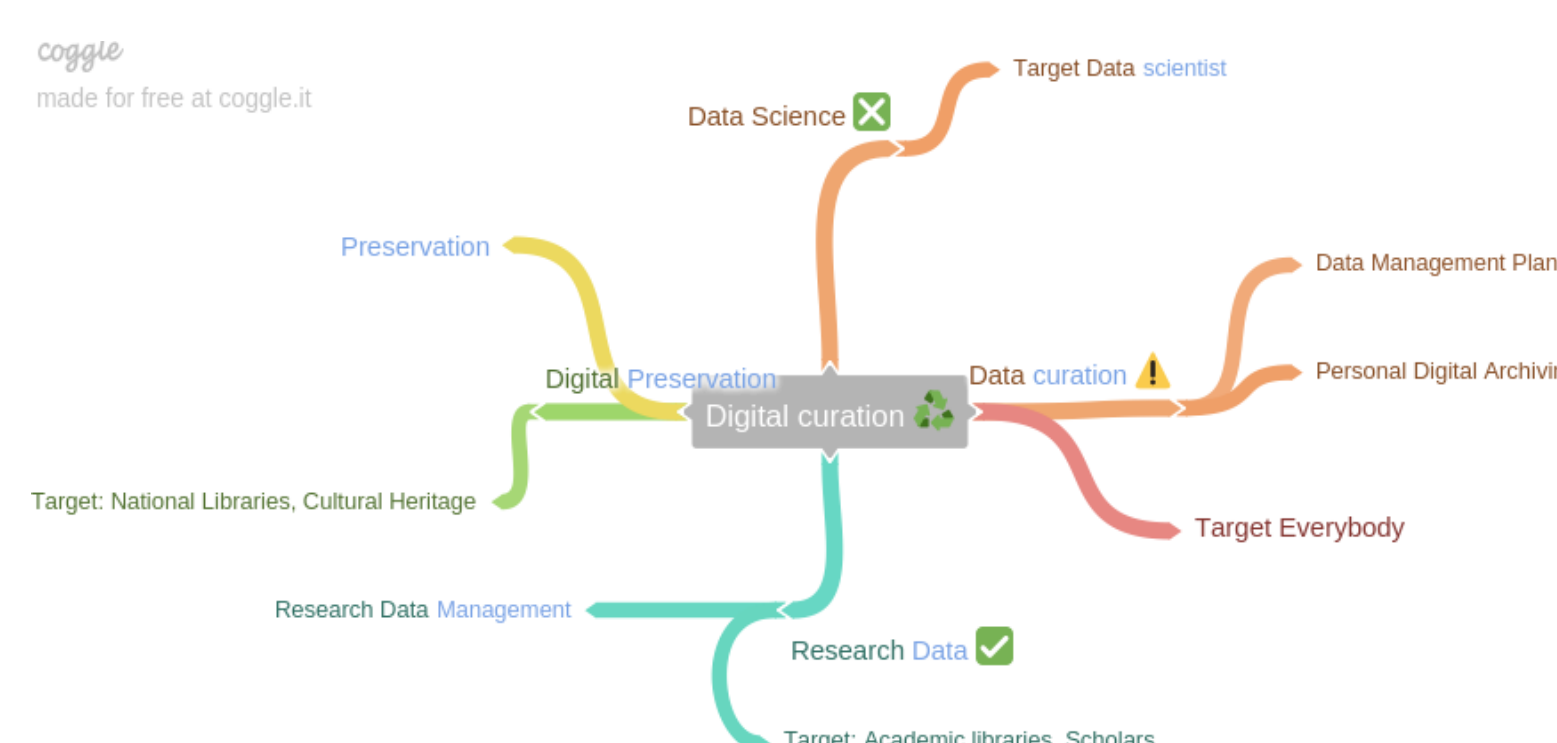 coggle
made for free at coggle.it
Target Data scientist
Data Science
Preservation
Data Management Plan
Digital Preservation
Data curation
Personal Digital Archivi
Digital curation
Target: National Libraries, Cultural Heritage
Target Everybody
Research Data Management
Research Data
Target: Academic libraries, Scholars